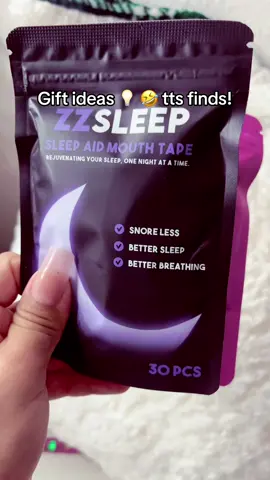 Gift ideas💡🤣 tts finds!
ZZSLEEP
SLEEP AID MOUTH TAPE
REJUVENATING YOUR SLEEP, ONE NIGHT AT A TIME.
SNORE LESS
BETTER SLEEP
BETTER BREATHING
30 PCS